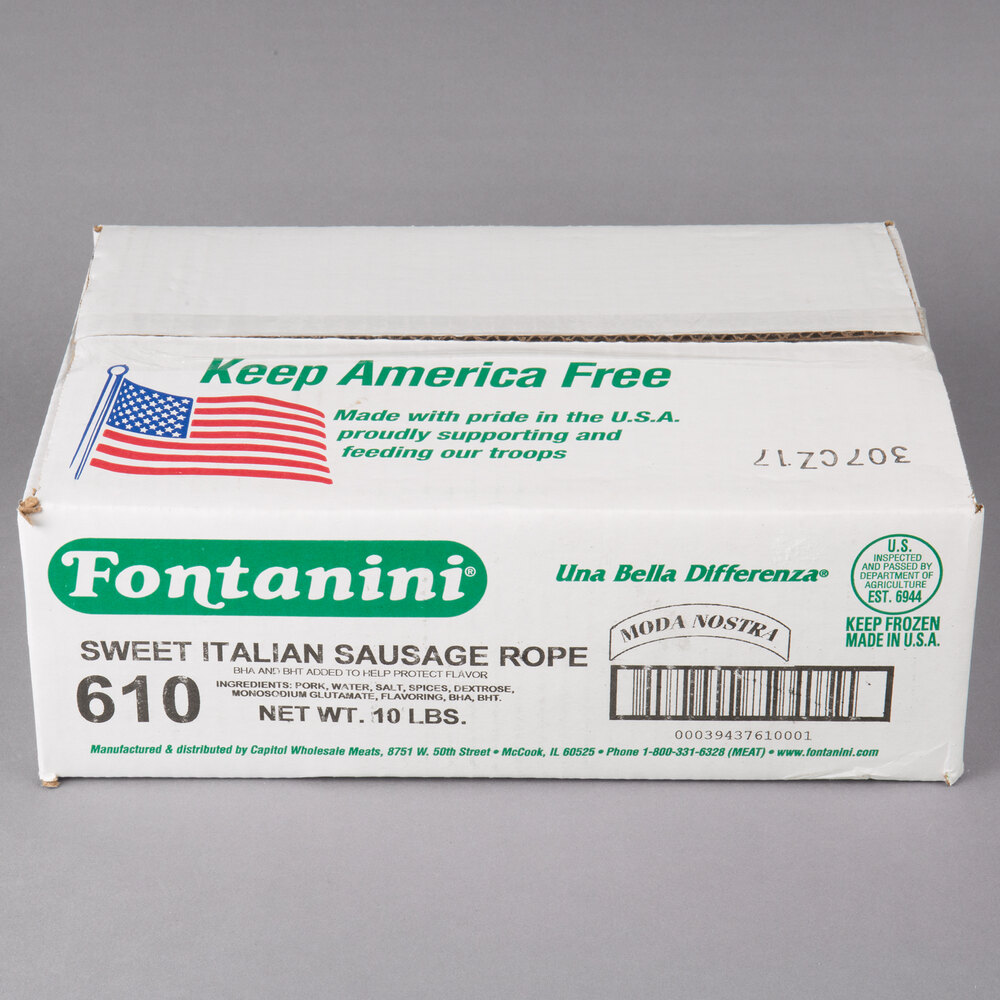 Keep America Free
Made with pride in the U.S.A.
proudly supporting and
feeding our troops
307CZ17
Fontanini®
Una Bella Differenza®
U.S.
INSPECTED
AND PASSED BY
DEPARTMENT OF
AGRICULTURE
EST. 6944
KEEP FROZEN
MADE IN U.S.A.
MODA NOSTRA
SWEET ITALIAN SAUSAGE ROPE
BHA AND BHT ADDED TO HELP PROTECT FLAVOR
610
INGREDIENTS: PORK, WATER, SALT, SPICES, DEXTROSE,
MONOSODIUM GLUTAMATE, FLAVORING, BHA, BHT.
NET WT. 10 LBS.
00039437610001
Manufactured & distributed by Capitol Wholesale Meats, 8751 W. 50th Street • McCook, IL 60525 • Phone 1-800-331-6328 (MEAT) • www.fontanini.com